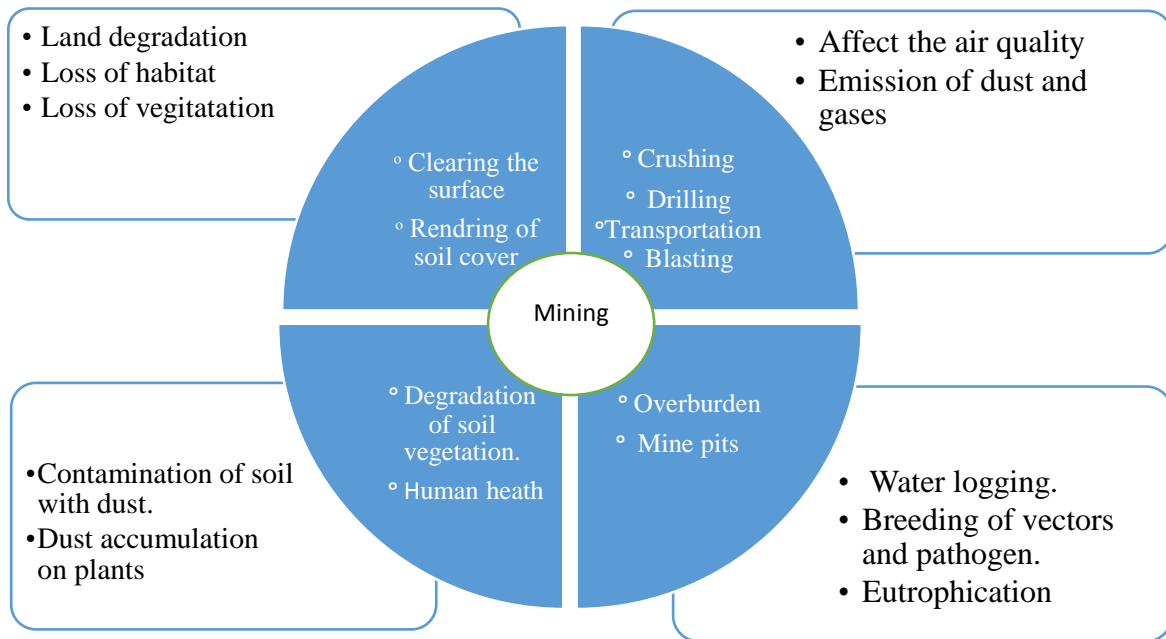 • Land degradation
• Loss of habitat
• Loss of vegitatation
• Affect the air quality
• Emission of dust and
gases
° Clearing the
surface
° Rendring of
soil cover
° Crushing
° Drilling
°Transportation
° Blasting
Mining
° Degradation
of soil
vegetation.
° Human heath
° Overburden
° Mine pits
•Contamination of soil
with dust.
•Dust accumulation
on plants
• Water logging.
• Breeding of vectors
and pathogen.
• Eutrophication